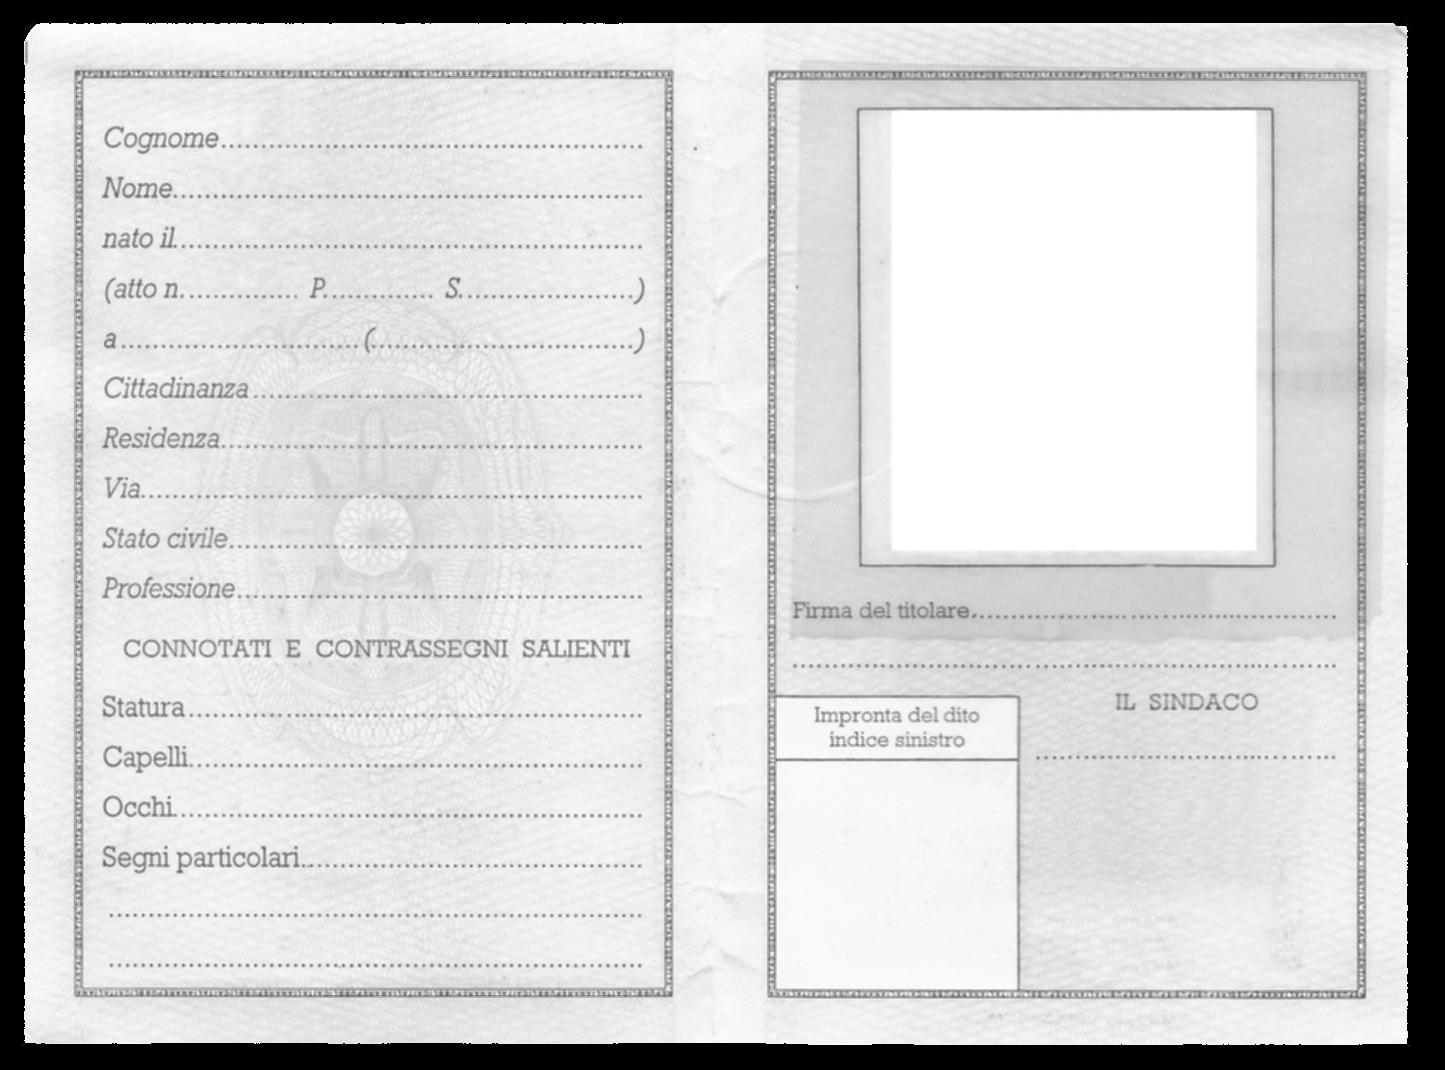 Cognome
Nome
nato il
(atto n. P. S. )
a ( )
Cittadinanza
Residenza
Via
Stato civile
Professione
CONNOTATI E CONTRASSEGNI SALIENTI
Statura
Capelli
Occhi
Segni particolari
Firma del titolare
Impronta del dito
indice sinistro
IL SINDACO